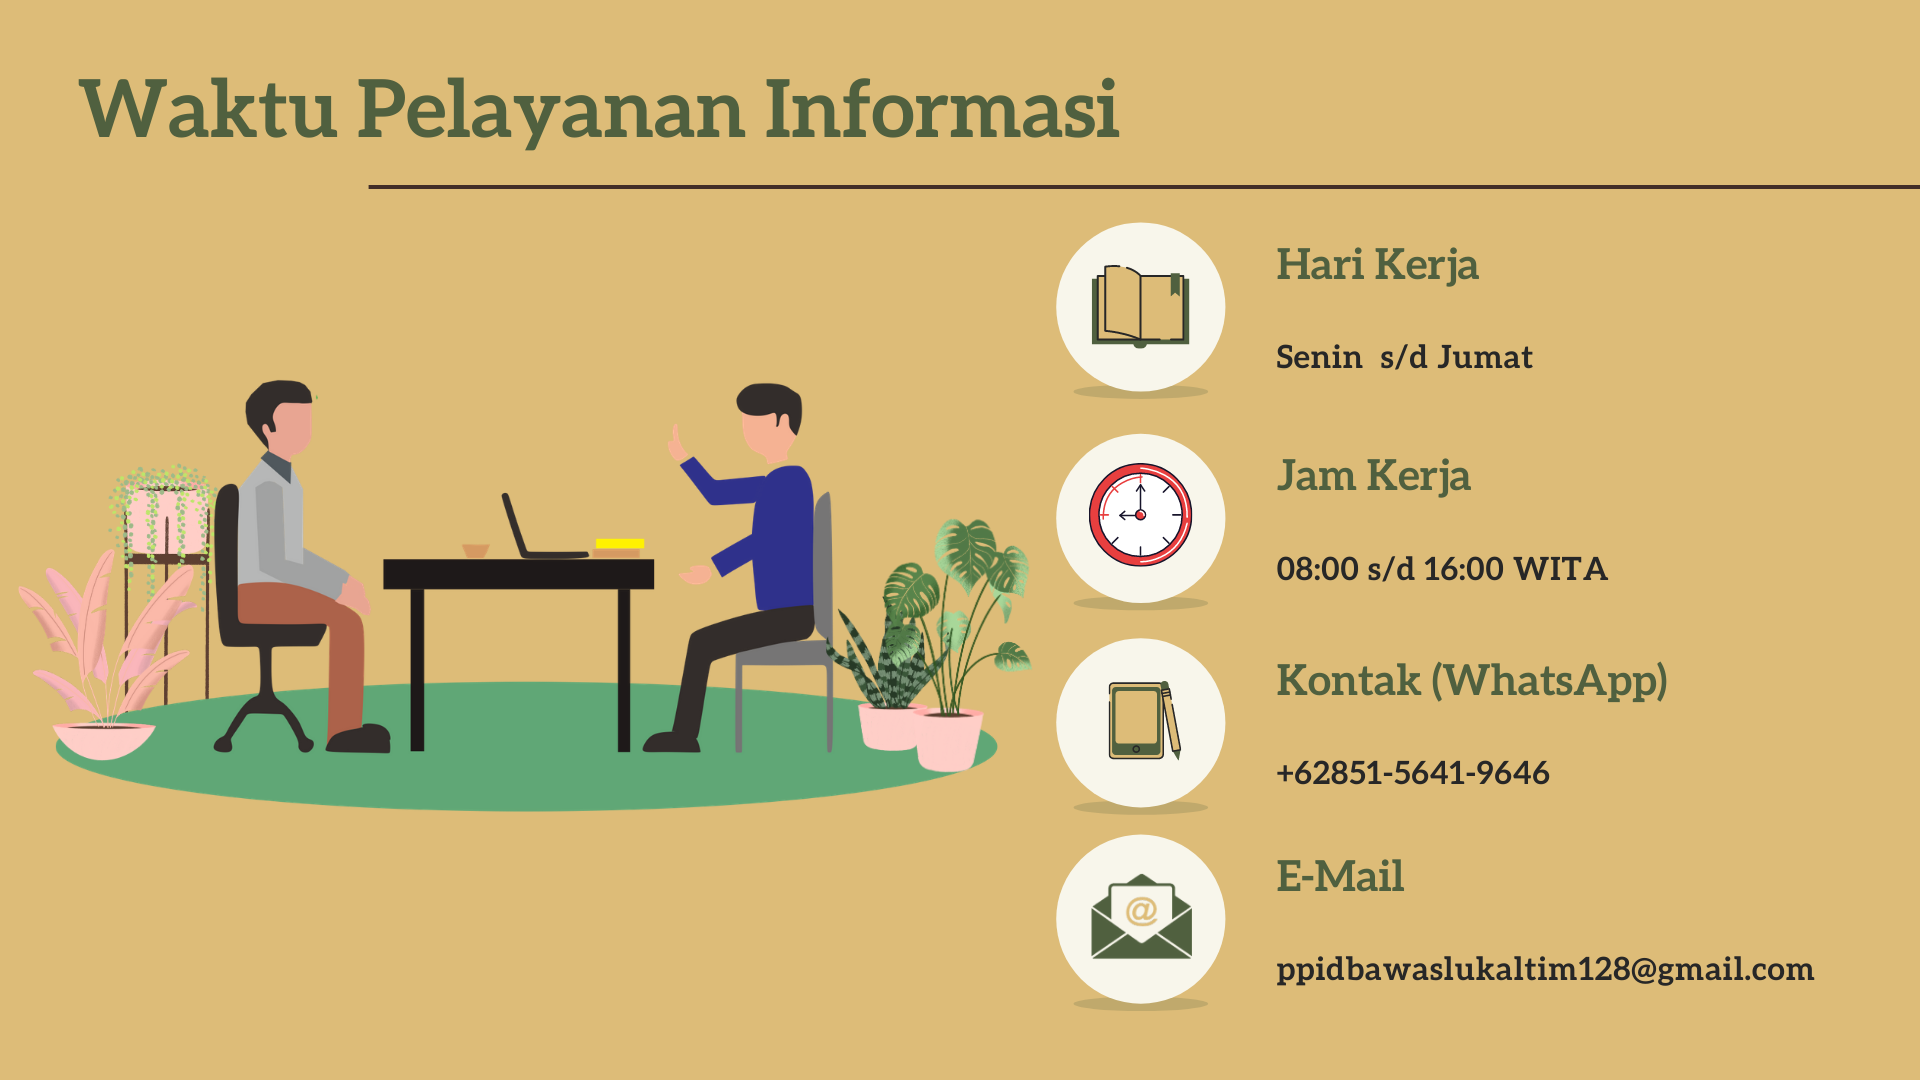 Waktu Pelayanan Informasi
Hari Kerja
Senin  s/d Jumat
Jam Kerja
08:00 s/d 16:00 WITA
Kontak (WhatsApp)
+62851-5641-9646
E-Mail
@
ppidbawaslukaltim128@gmail.com